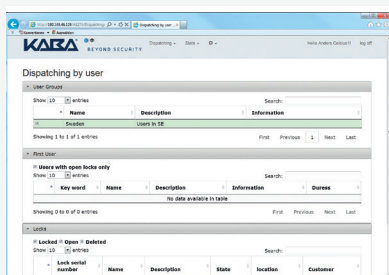 Dispatching by user
KABA
BEYOND SECURITY
Dispatching
State
Hello Anders Carlsson
log off
Dispatching by user
User Groups
Show 10 entries
Search:
Name Description Information
Sweden Users in SE
Showing 1 to 1 of 1 entries
First Previous 1 Next Last
First User
Users with open locks only
Show 10 entries
Search:
Key word Name Description Information Duress
No data available in table
Showing 0 to 0 of 0 entries
First Previous Next Last
Locks
Locked Open Deleted
Show 10 entries
Search:
Lock serial number Name Description State location Customer